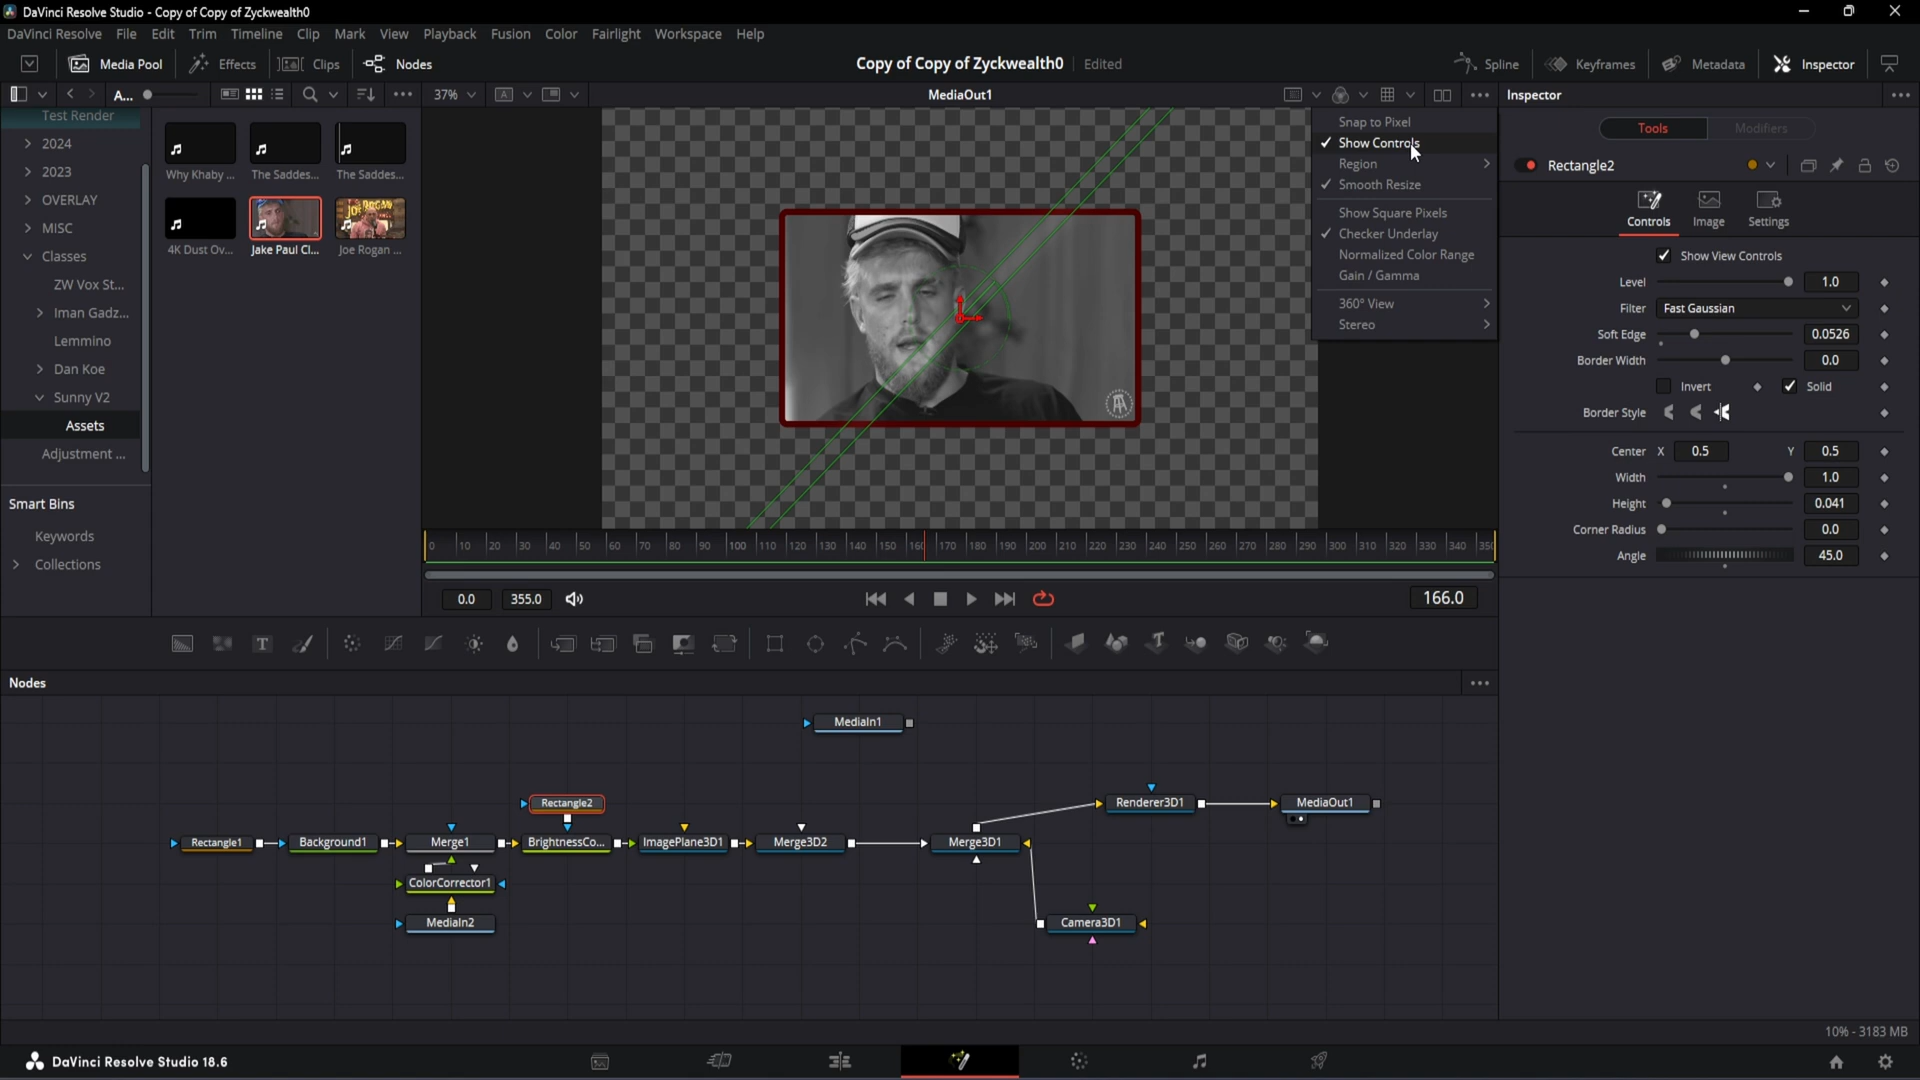 DaVinci Resolve Studio - Copy of Copy of Zyckwealth0
DaVinci Resolve File Edit Trim Timeline Clip Mark View Playback Fusion Color Fairlight Workspace Help
Media Pool Effects Clips Nodes Copy of Copy of Zyckwealth0 Edited Spline Keyframes Metadata Inspector
A... 37% MediaOut1 Inspector
Test Render
2024
2023
OVERLAY
MISC
Classes
ZW Vox St...
Iman Gadz...
Lemmino
Dan Koe
Sunny V2
Assets
Adjustment ...
Smart Bins
Keywords
Collections
Why Khaby ... The Saddes... The Saddes...
4K Dust Ov... Jake Paul Cl... Joe Rogan ...
JOE ROGAN
Snap to Pixel
Show Controls
Region
Smooth Resize
Show Square Pixels
Checker Underlay
Normalized Color Range
Gain / Gamma
360° View
Stereo
0 10 20 30 40 50 60 70 80 90 100 110 120 130 140 150 160 170 180 190 200 210 220 230 240 250 260 270 280 290 300 310 320 330 340 350
0.0 355.0 166.0
Tools Modifiers
Rectangle2
Controls Image Settings
Show View Controls
Level 1.0
Filter Fast Gaussian
Soft Edge 0.0526
Border Width 0.0
Invert Solid
Border Style
Center X 0.5 Y 0.5
Width 1.0
Height 0.041
Corner Radius 0.0
Angle 45.0
Nodes
MediaIn1
Rectangle2
Renderer3D1 MediaOut1
Rectangle1 Background1 Merge1 BrightnessCo... ImagePlane3D1 Merge3D2 Merge3D1
ColorCorrector1
MediaIn2 Camera3D1
10% - 3183 MB
DaVinci Resolve Studio 18.6